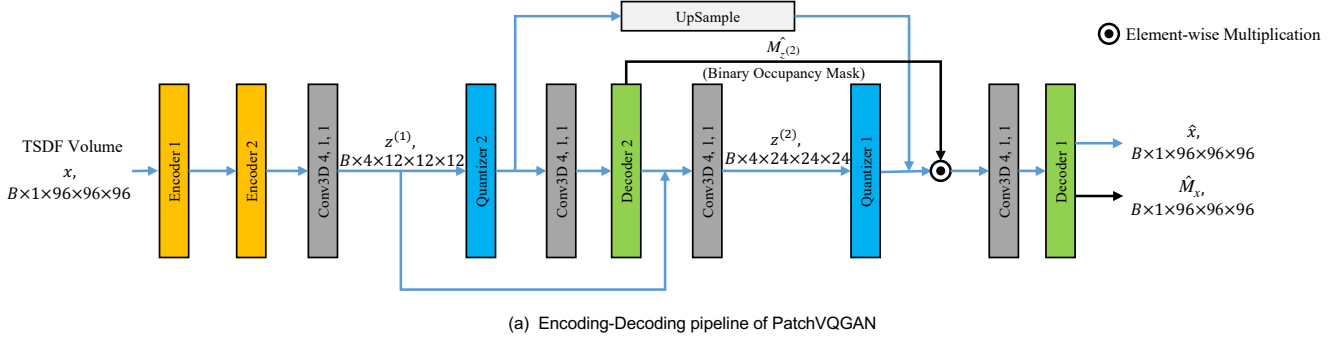 UpSample
Element-wise Multiplication
M̂_{z^{(2)}}
(Binary Occupancy Mask)
TSDF Volume
x,
B×1×96×96×96
Encoder 1
Encoder 2
Conv3D 4, 1, 1
z^{(1)},
B×4×12×12×12
Quantizer 2
Conv3D 4, 1, 1
Decoder 2
Conv3D 4, 1, 1
z^{(2)},
B×4×24×24×24
Quantizer 1
Conv3D 4, 1, 1
Decoder 1
x̂,
B×1×96×96×96
M̂_x,
B×1×96×96×96
(a) Encoding-Decoding pipeline of PatchVQGAN